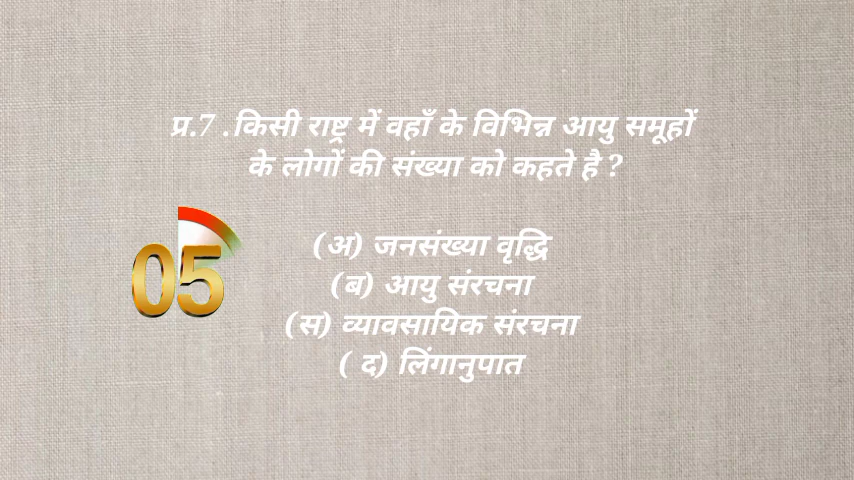 प्र.7 .किसी राष्ट्र में वहाँ के विभिन्न आयु समूहों
के लोगों की संख्या को कहते है ?
(अ) जनसंख्या वृद्धि
05
(ब) आयु संरचना
(स) व्यावसायिक संरचना
( द) लिंगानुपात